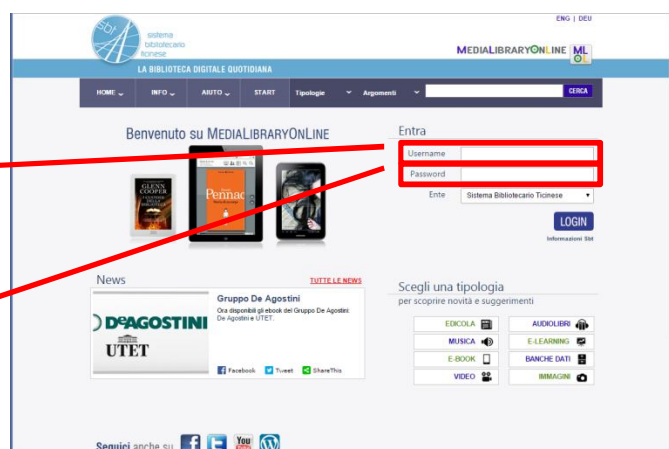 ENG | DEU
sbt
sistema
bibliotecario
ticinese
MEDIALIBRARYONLINE
MLOL
LA BIBLIOTECA DIGITALE QUOTIDIANA
HOME INFO AIUTO START Tipologie Argomenti CERCA
Benvenuto su MEDIALIBRARYONLINE
GLENN
COOPER
Pennac
Entra
Username
Password
Ente Sistema Bibliotecario Ticinese
LOGIN
Informazioni Sbt
News TUTTE LE NEWS
DeAGOSTINI
UTET
Gruppo De Agostini
Ora disponibili gli ebook del Gruppo De Agostini:
De Agostini e UTET.
Facebook Tweet ShareThis
Scegli una tipologia
per scoprire novità e suggerimenti
EDICOLA AUDIOLIBRI
MUSICA E-LEARNING
E-BOOK BANCHE DATI
VIDEO IMMAGINI
Seguici anche su
You